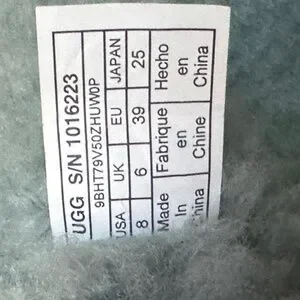 UGG S/N 1016223
9BHT79V50ZHUW0P
USA UK EU JAPAN
8 6 39 25
Made Fabrique Hecho
In en en
China Chine China